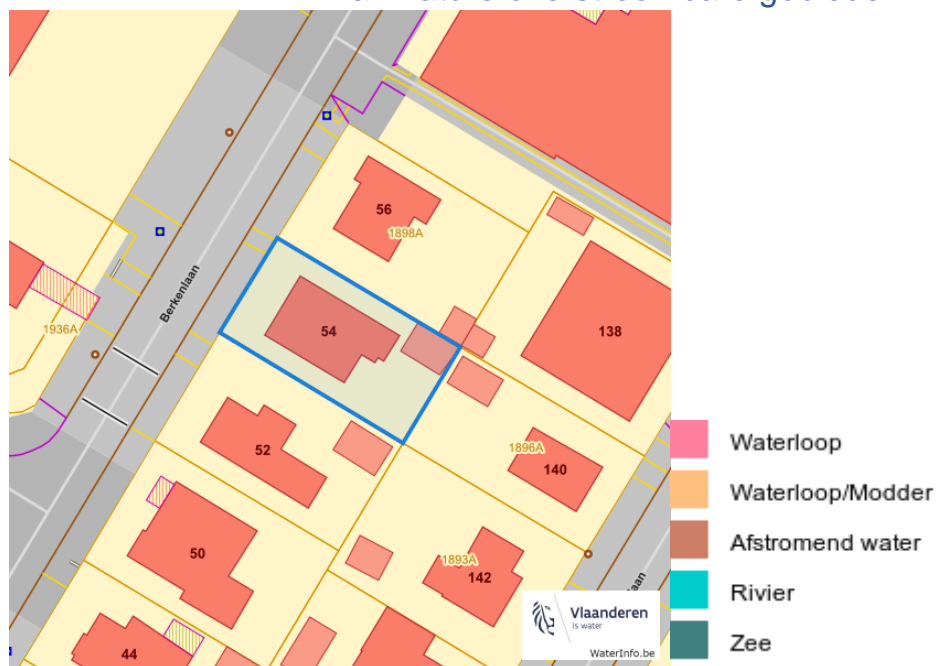 56
1898A
Berkenlaan
54
138
1936A
52
1896A
140
50
1893A
142
44
Vlaanderen
is water
WaterInfo.be
Waterloop
Waterloop/Modder
Afstromend water
Rivier
Zee